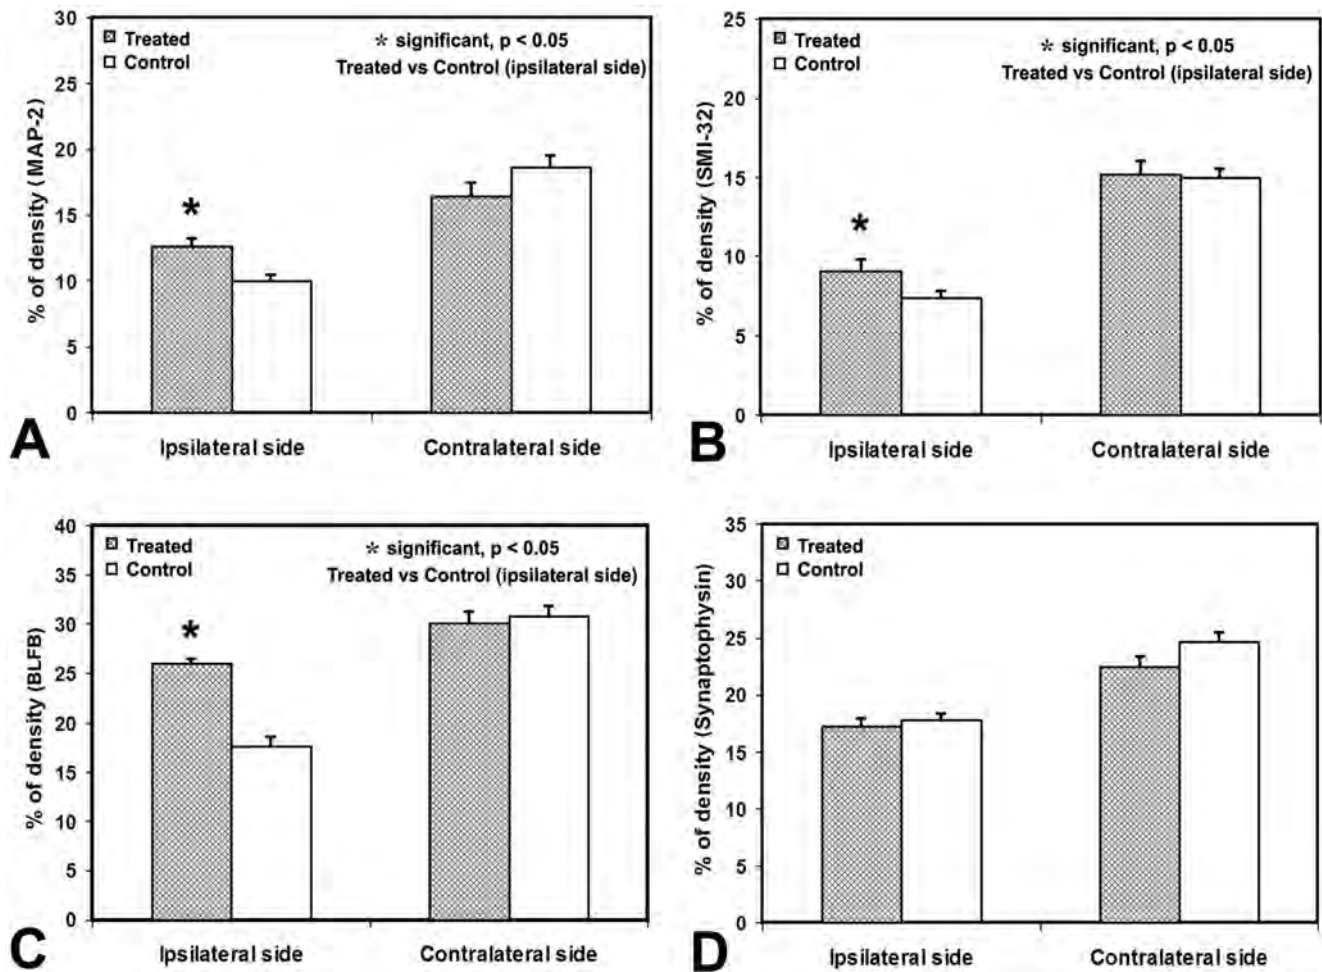 % of density (MAP-2)
30
25
20
15
10
5
0
Treated
Control
* significant, p < 0.05
Treated vs Control (ipsilateral side)
*
Ipsilateral side
Contralateral side
A
% of density (SMI-32)
25
20
15
10
5
0
Treated
Control
* significant, p < 0.05
Treated vs Control (ipsilateral side)
*
Ipsilateral side
Contralateral side
B
% of density (BLFB)
40
35
30
25
20
15
10
5
0
Treated
Control
* significant, p < 0.05
Treated vs Control (ipsilateral side)
*
Ipsilateral side
Contralateral side
C
% of density (Synaptophysin)
35
30
25
20
15
10
5
0
Treated
Control
Ipsilateral side
Contralateral side
D